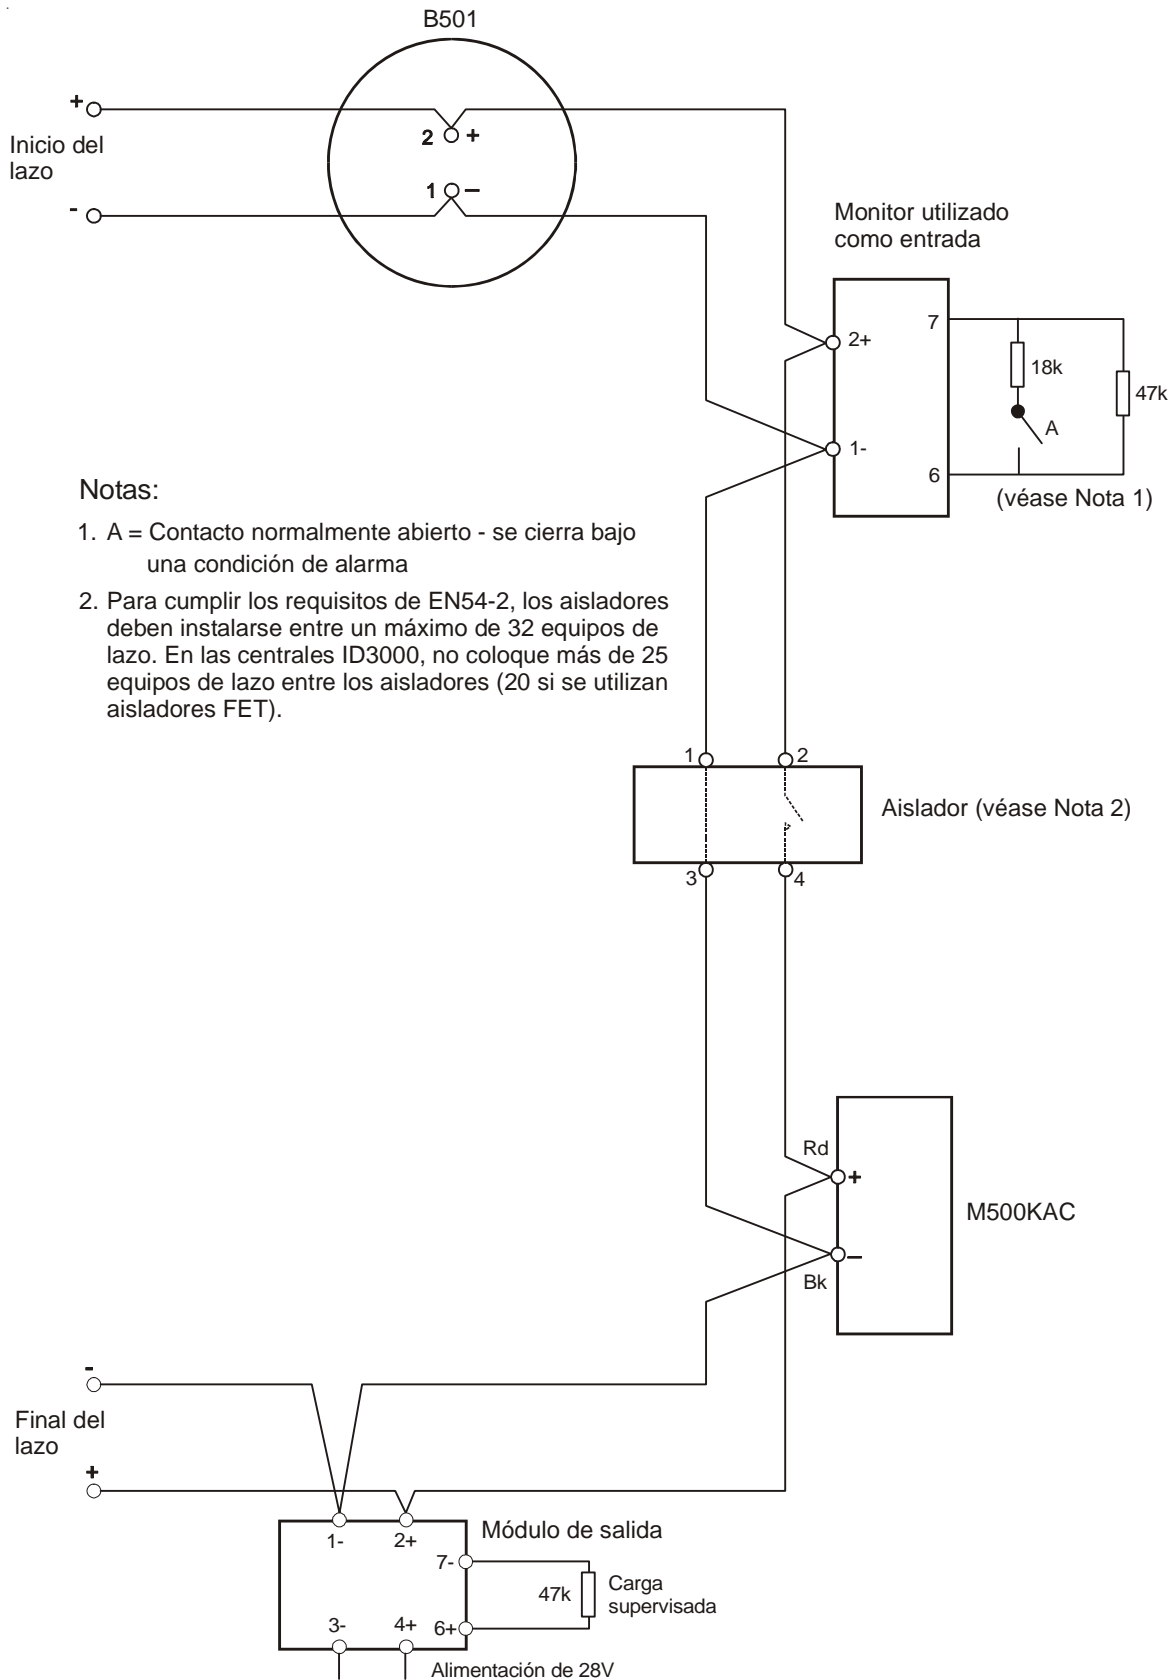 B501
+
Inicio del
lazo
2 +
1 –
-
Monitor utilizado
como entrada
7
2+
18k
47k
A
1-
6
(véase Nota 1)
Notas:
1. A = Contacto normalmente abierto - se cierra bajo
una condición de alarma
2. Para cumplir los requisitos de EN54-2, los aisladores
deben instalarse entre un máximo de 32 equipos de
lazo. En las centrales ID3000, no coloque más de 25
equipos de lazo entre los aisladores (20 si se utilizan
aisladores FET).
1 2
Aislador (véase Nota 2)
3 4
Rd
+
M500KAC
–
Bk
-
Final del
lazo
+
Módulo de salida
1- 2+
7-
47k
Carga
supervisada
3- 4+ 6+
Alimentación de 28V